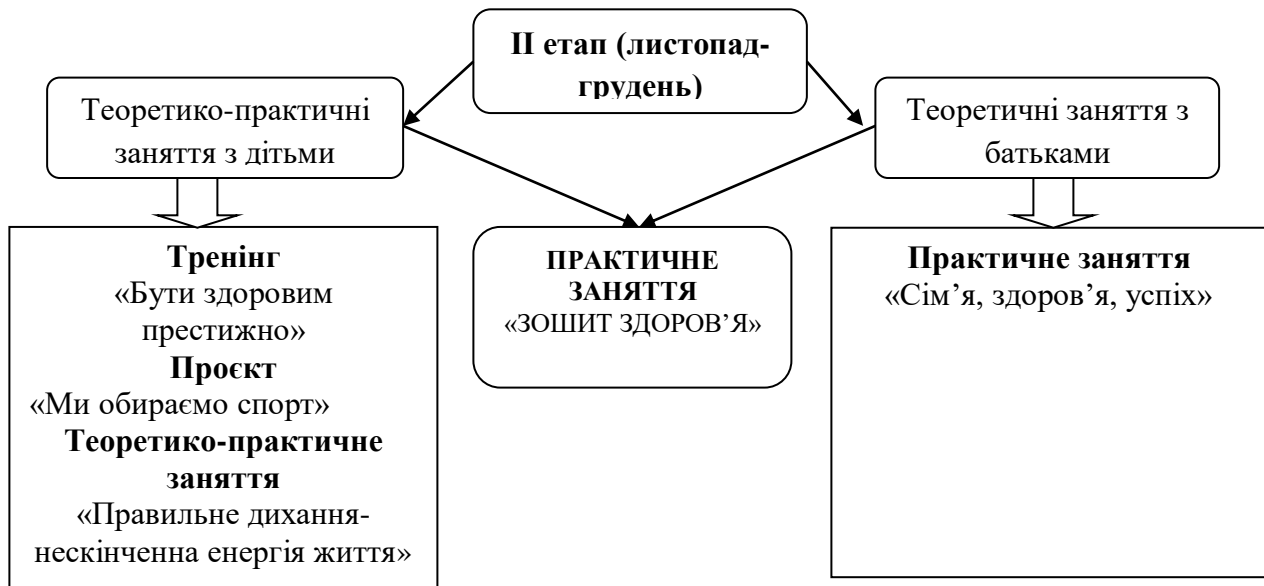 ІІ етап (листопад-
грудень)
Теоретико-практичні
заняття з дітьми
Теоретичні заняття з
батьками
Тренінг
«Бути здоровим
престижно»
Проєкт
«Ми обираємо спорт»
Теоретико-практичне
заняття
«Правильне дихання-
нескінченна енергія життя»
ПРАКТИЧНЕ
ЗАНЯТТЯ
«ЗОШИТ ЗДОРОВ’Я»
Практичне заняття
«Сім’я, здоров’я, успіх»